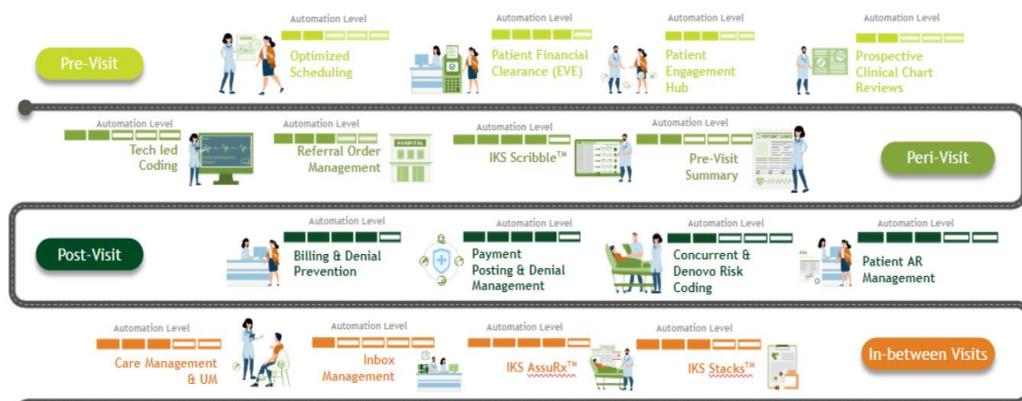 Automation Level
Automation Level
Automation Level
Automation Level
Pre-Visit
Optimized
Scheduling
Patient Financial
Clearance (EVE)
Patient
Engagement
Hub
Prospective
Clinical Chart
Reviews
Automation Level
Automation Level
Automation Level
Automation Level
Tech led
Coding
Referral Order
Management
HOSPITAL
IKS Scribble™
Pre-Visit
Summary
PATIENT CARD
Peri-Visit
Automation Level
Automation Level
Automation Level
Automation Level
Post-Visit
Billing & Denial
Prevention
Payment
Posting & Denial
Management
Concurrent &
Denovo Risk
Coding
Patient AR
Management
Automation Level
Automation Level
Automation Level
Automation Level
Care Management
& UM
Inbox
Management
IKS AssuRx™
IKS Stacks™
In-between Visits